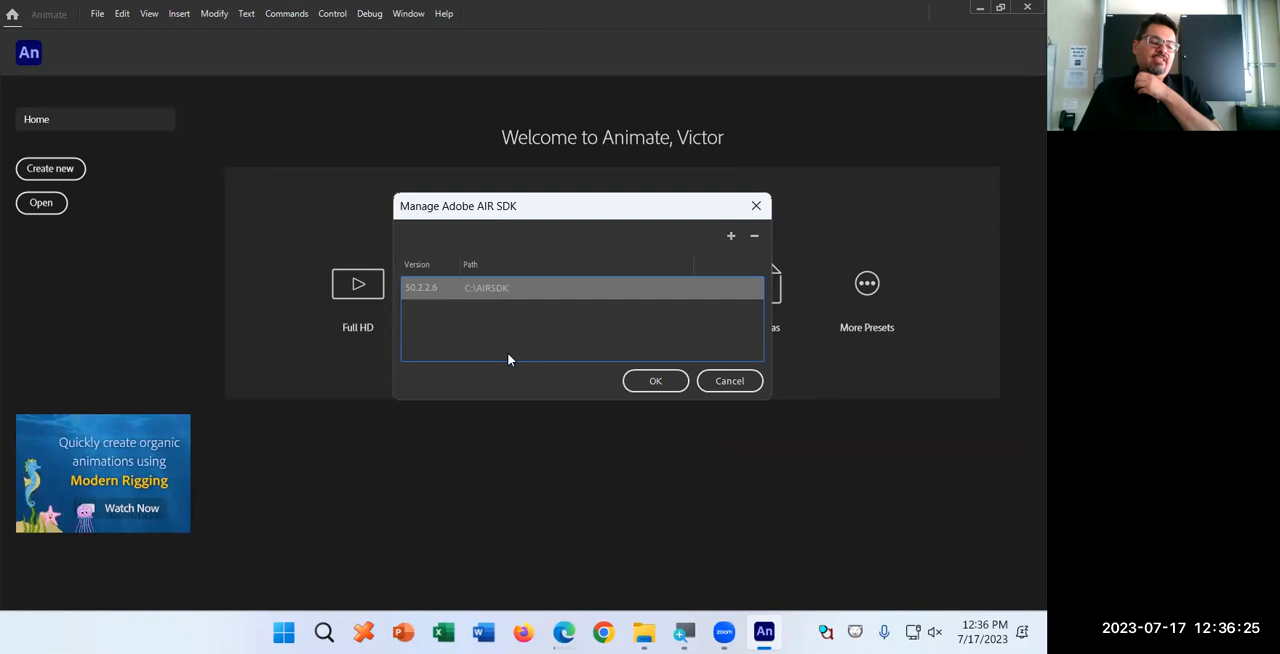 Animate
File
Edit
View
Insert
Modify
Text
Commands
Control
Debug
Window
Help
An
Home
Create new
Open
Welcome to Animate, Victor
Manage Adobe AIR SDK
Version
Path
50.2.2.6
C:\AIRSDK
OK
Cancel
Full HD
as
More Presets
Quickly create organic
animations using
Modern Rigging
Watch Now
zoom
An
12:36 PM
7/17/2023
2023-07-17 12:36:25